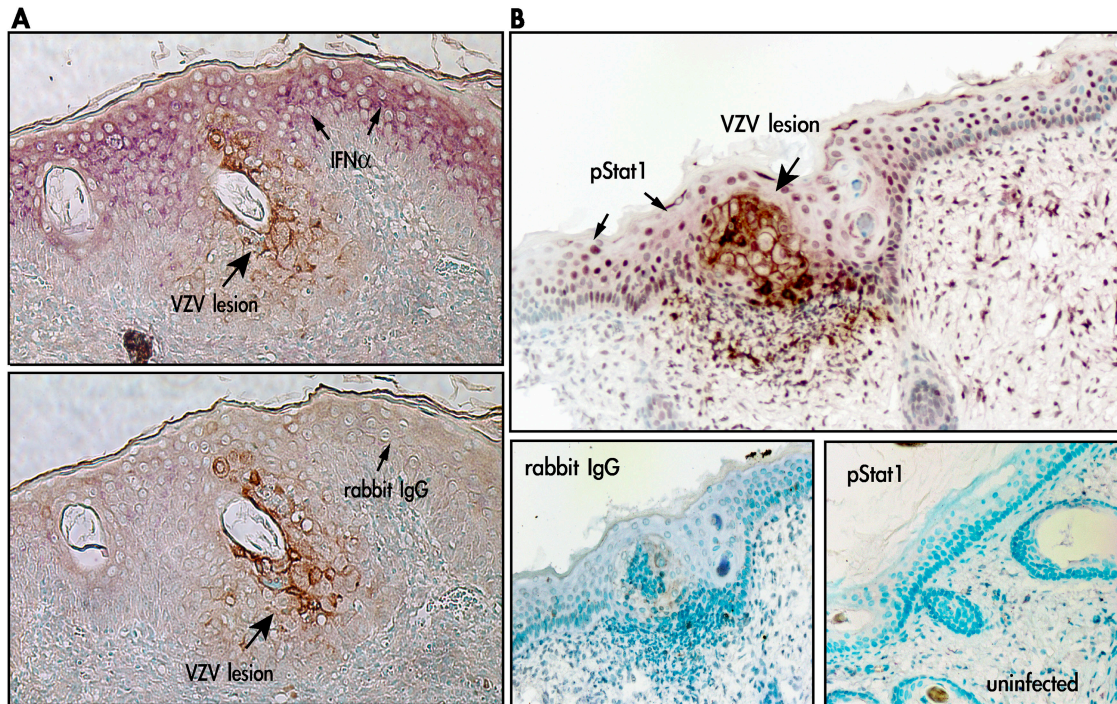 A
IFNα
VZV lesion
rabbit IgG
VZV lesion
B
VZV lesion
pStat1
rabbit IgG
pStat1
uninfected